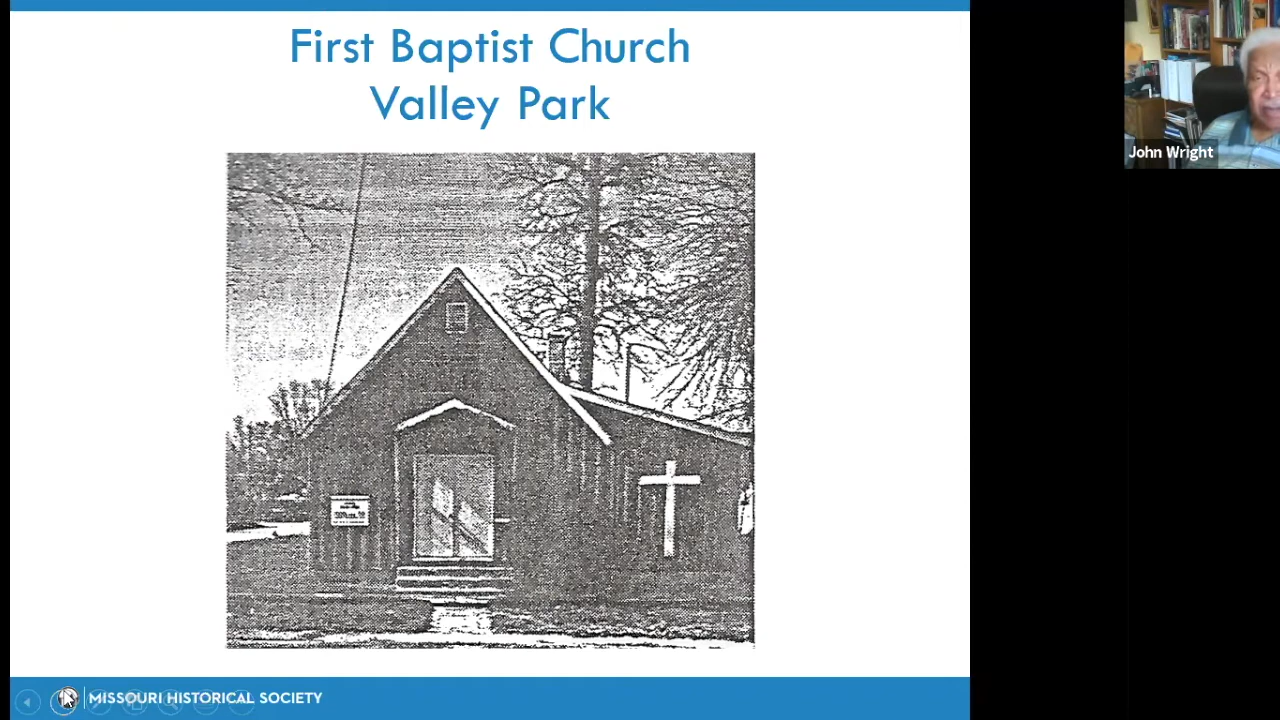 First Baptist Church
Valley Park
John Wright
MISSOURI HISTORICAL SOCIETY